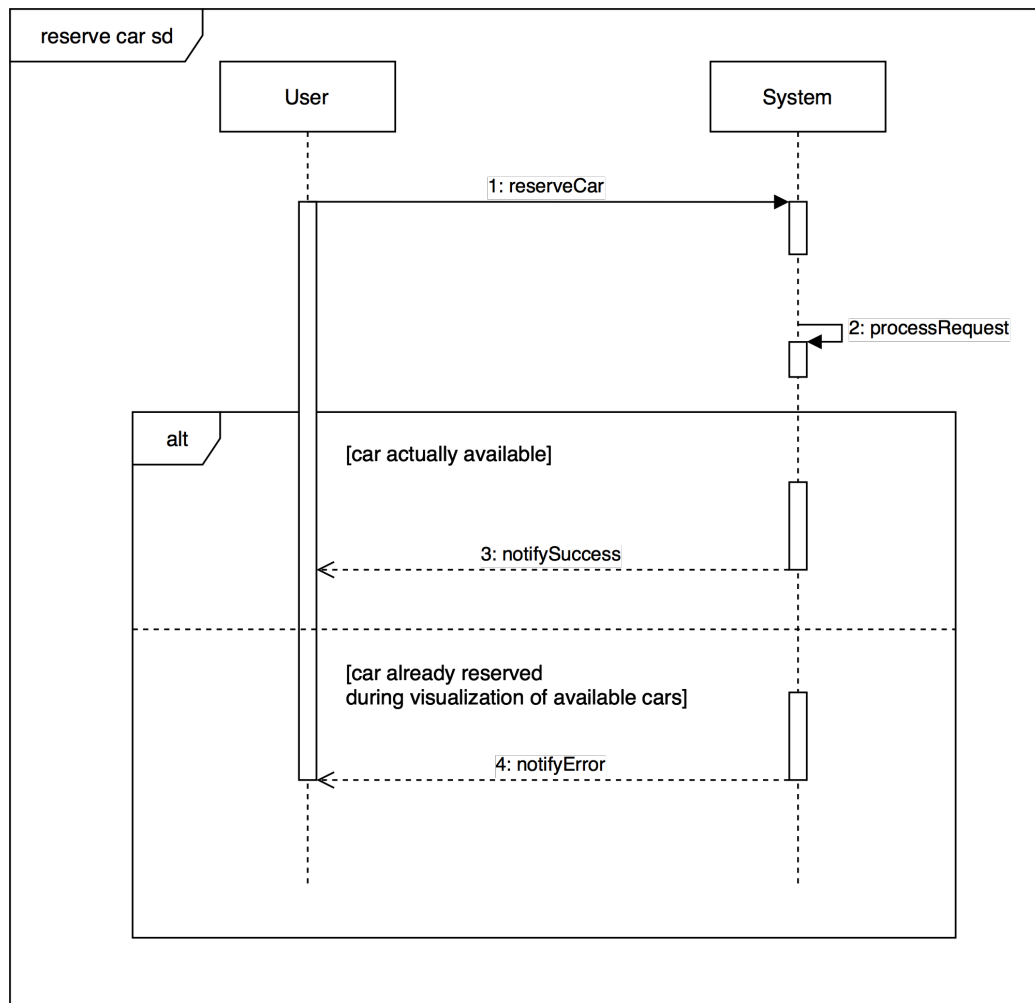 reserve car sd
User
System
1: reserveCar
2: processRequest
alt
[car actually available]
3: notifySuccess
[car already reserved
during visualization of available cars]
4: notifyError